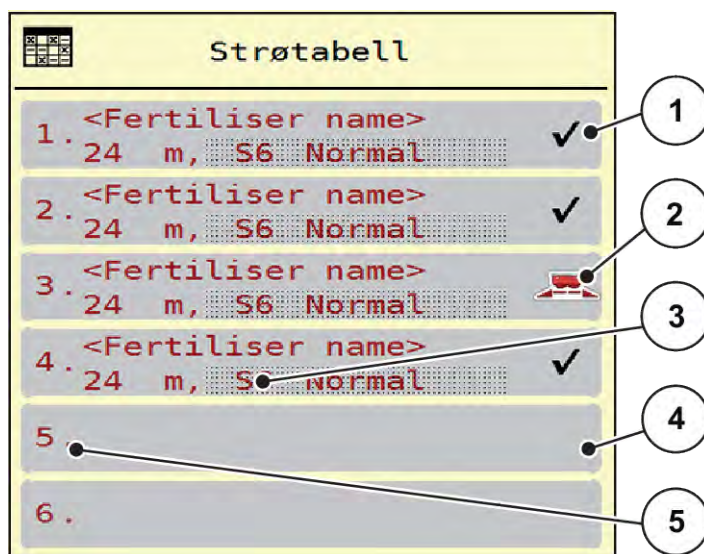 Strøtabell
1. <Fertiliser name>
24 m, S6 Normal
2. <Fertiliser name>
24 m, S6 Normal
3. <Fertiliser name>
24 m, S6 Normal
4. <Fertiliser name>
24 m, S6 Normal
5.
6.
1
2
3
4
5